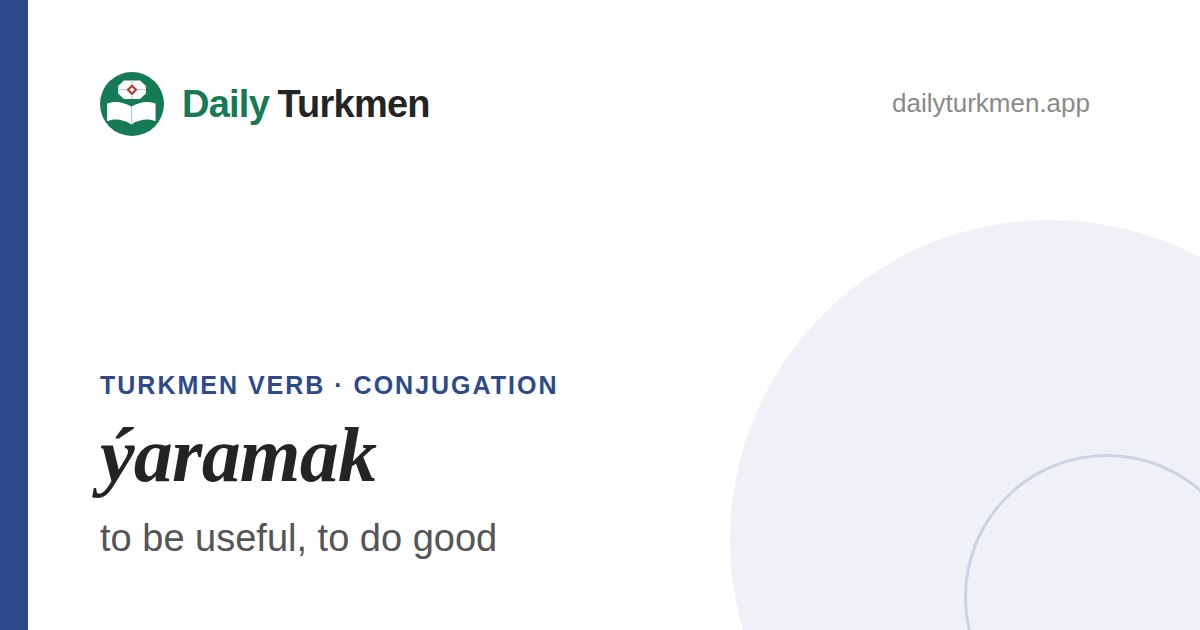 Daily Turkmen
dailyturkmen.app
TURKMEN VERB · CONJUGATION
ýaramak
to be useful, to do good